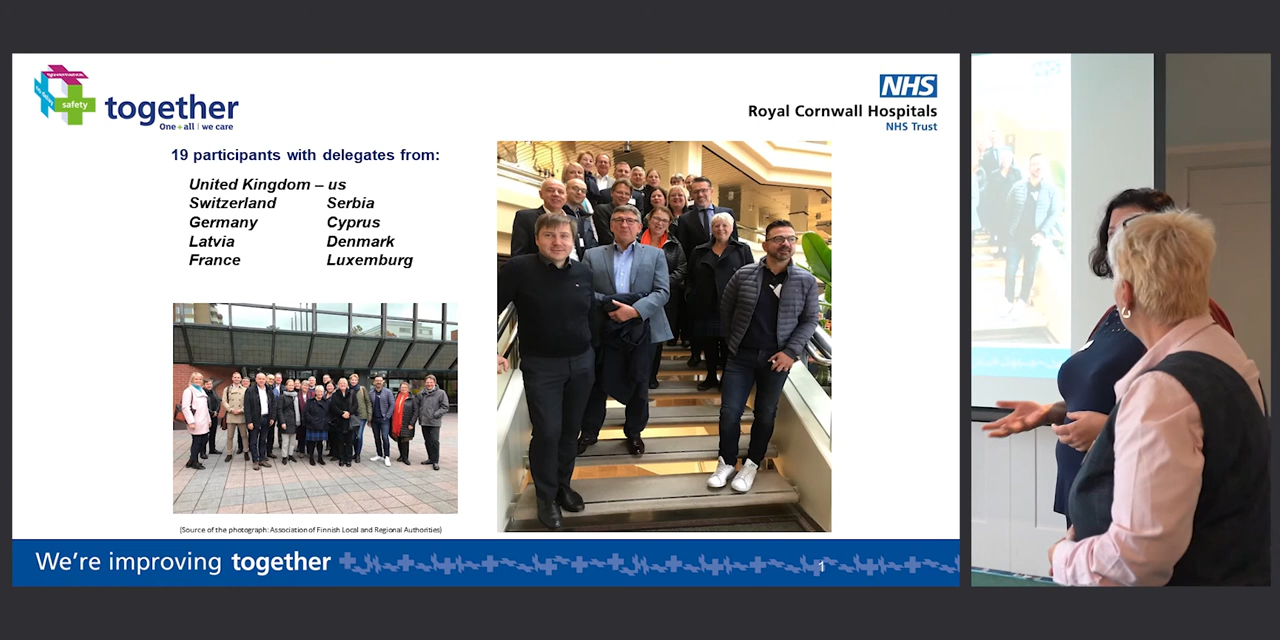 governance
safety
together
One + all | we care
NHS
Royal Cornwall Hospitals
NHS Trust
19 participants with delegates from:
United Kingdom – us
Switzerland Serbia
Germany Cyprus
Latvia Denmark
France Luxemburg
(Source of the photograph: Association of Finnish Local and Regional Authorities)
We're improving together
1